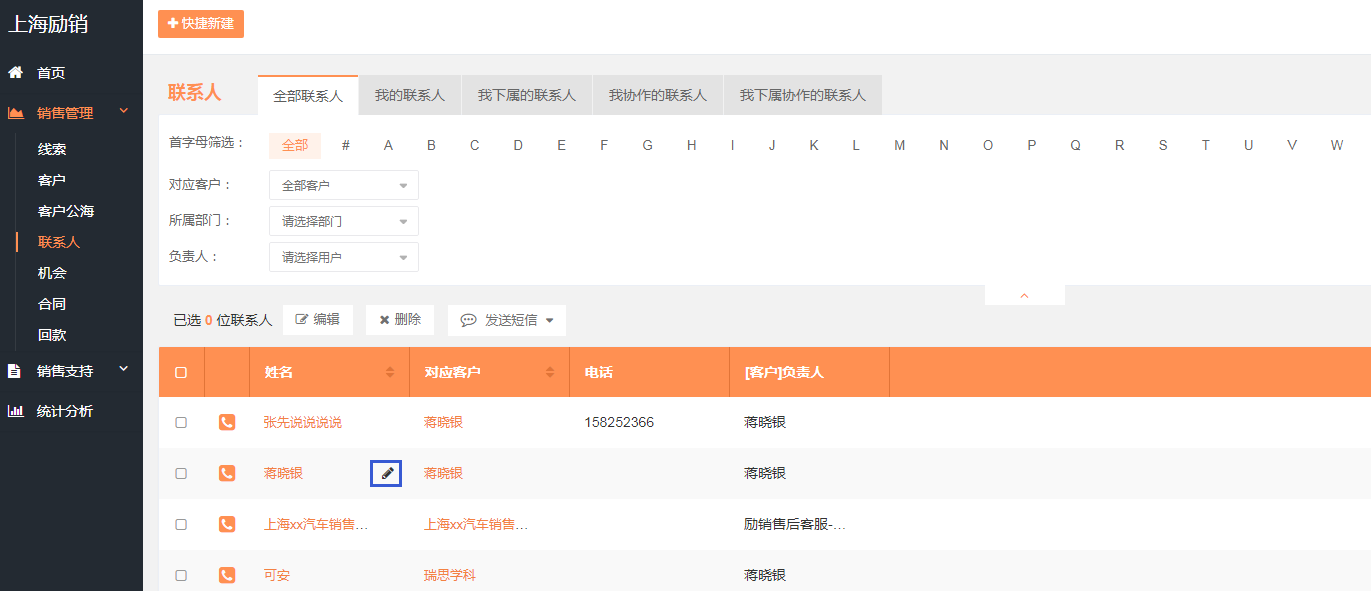 上海励销
快捷新建
首页
销售管理
线索
客户
客户公海
联系人
机会
合同
回款
销售支持
统计分析
联系人 全部联系人 我的联系人 我下属的联系人 我协作的联系人 我下属协作的联系人
首字母筛选： 全部 # A B C D E F G H I J K L M N O P Q R S T U V W
对应客户： 全部客户
所属部门： 请选择部门
负责人： 请选择用户
已选 0 位联系人 编辑 删除 发送短信
姓名 对应客户 电话 [客户]负责人
张先说说说说 蒋晓银 158252366 蒋晓银
蒋晓银 蒋晓银 蒋晓银
上海xx汽车销售... 上海xx汽车销售... 励销售后客服-...
可安 瑞思学科 蒋晓银